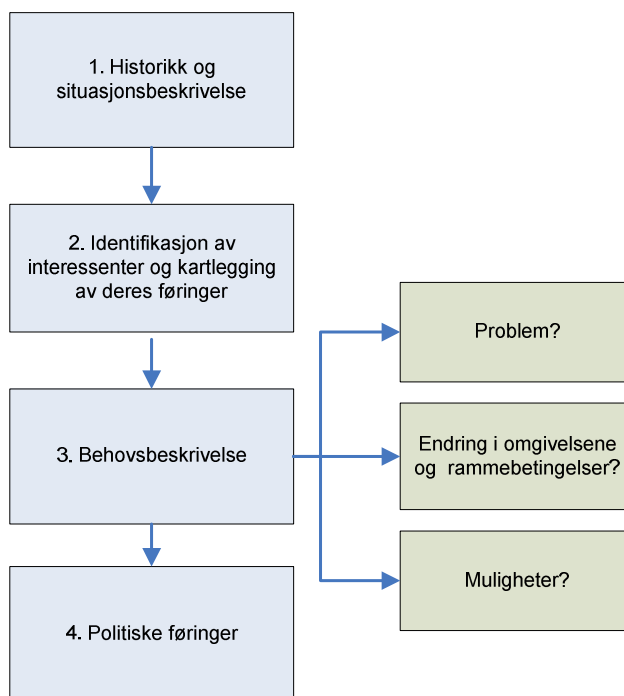 1. Historikk og
situasjonsbeskrivelse
2. Identifikasjon av
interessenter og kartlegging
av deres føringer
3. Behovsbeskrivelse
4. Politiske føringer
Problem?
Endring i omgivelsene
og rammebetingelser?
Muligheter?